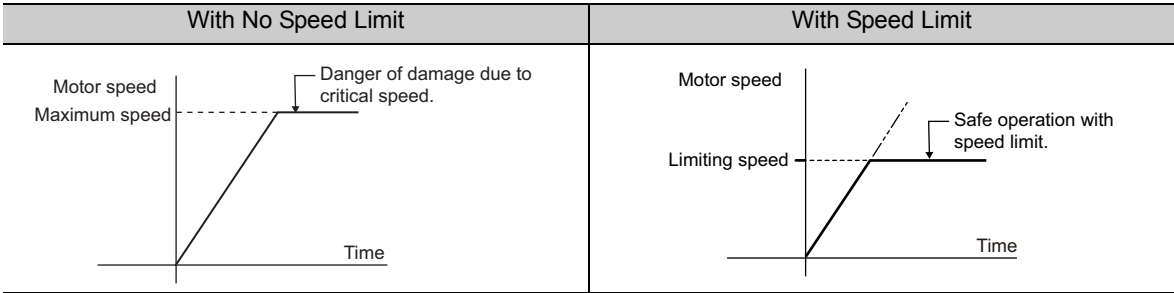 With No Speed Limit
With Speed Limit
Motor speed
Maximum speed
Danger of damage due to
critical speed.
Time
Motor speed
Limiting speed
Safe operation with
speed limit.
Time